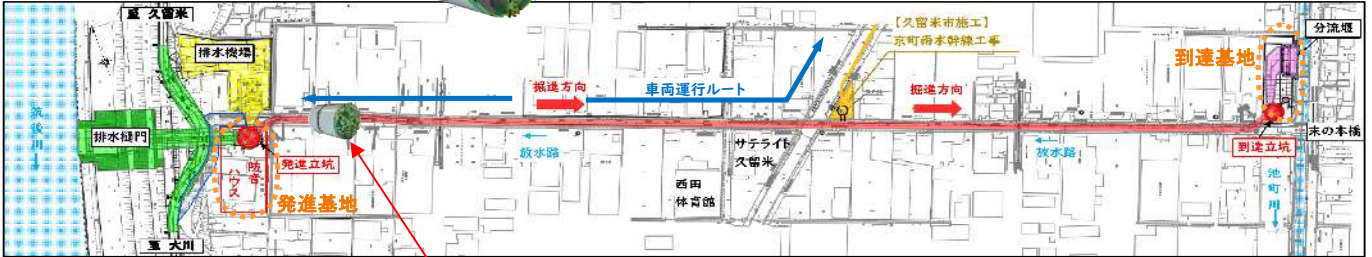 至 久留米
排水機場
筑後川
排水樋門
発進立坑
防音
ハウス
発進基地
至 大川
掘進方向
車両運行ルート
放水路
西田
体育館
サテライト
久留米
【久留米市施工】
京町雨水幹線工事
掘進方向
放水路
到達基地
分流堰
末の本橋
到達立坑
池町川